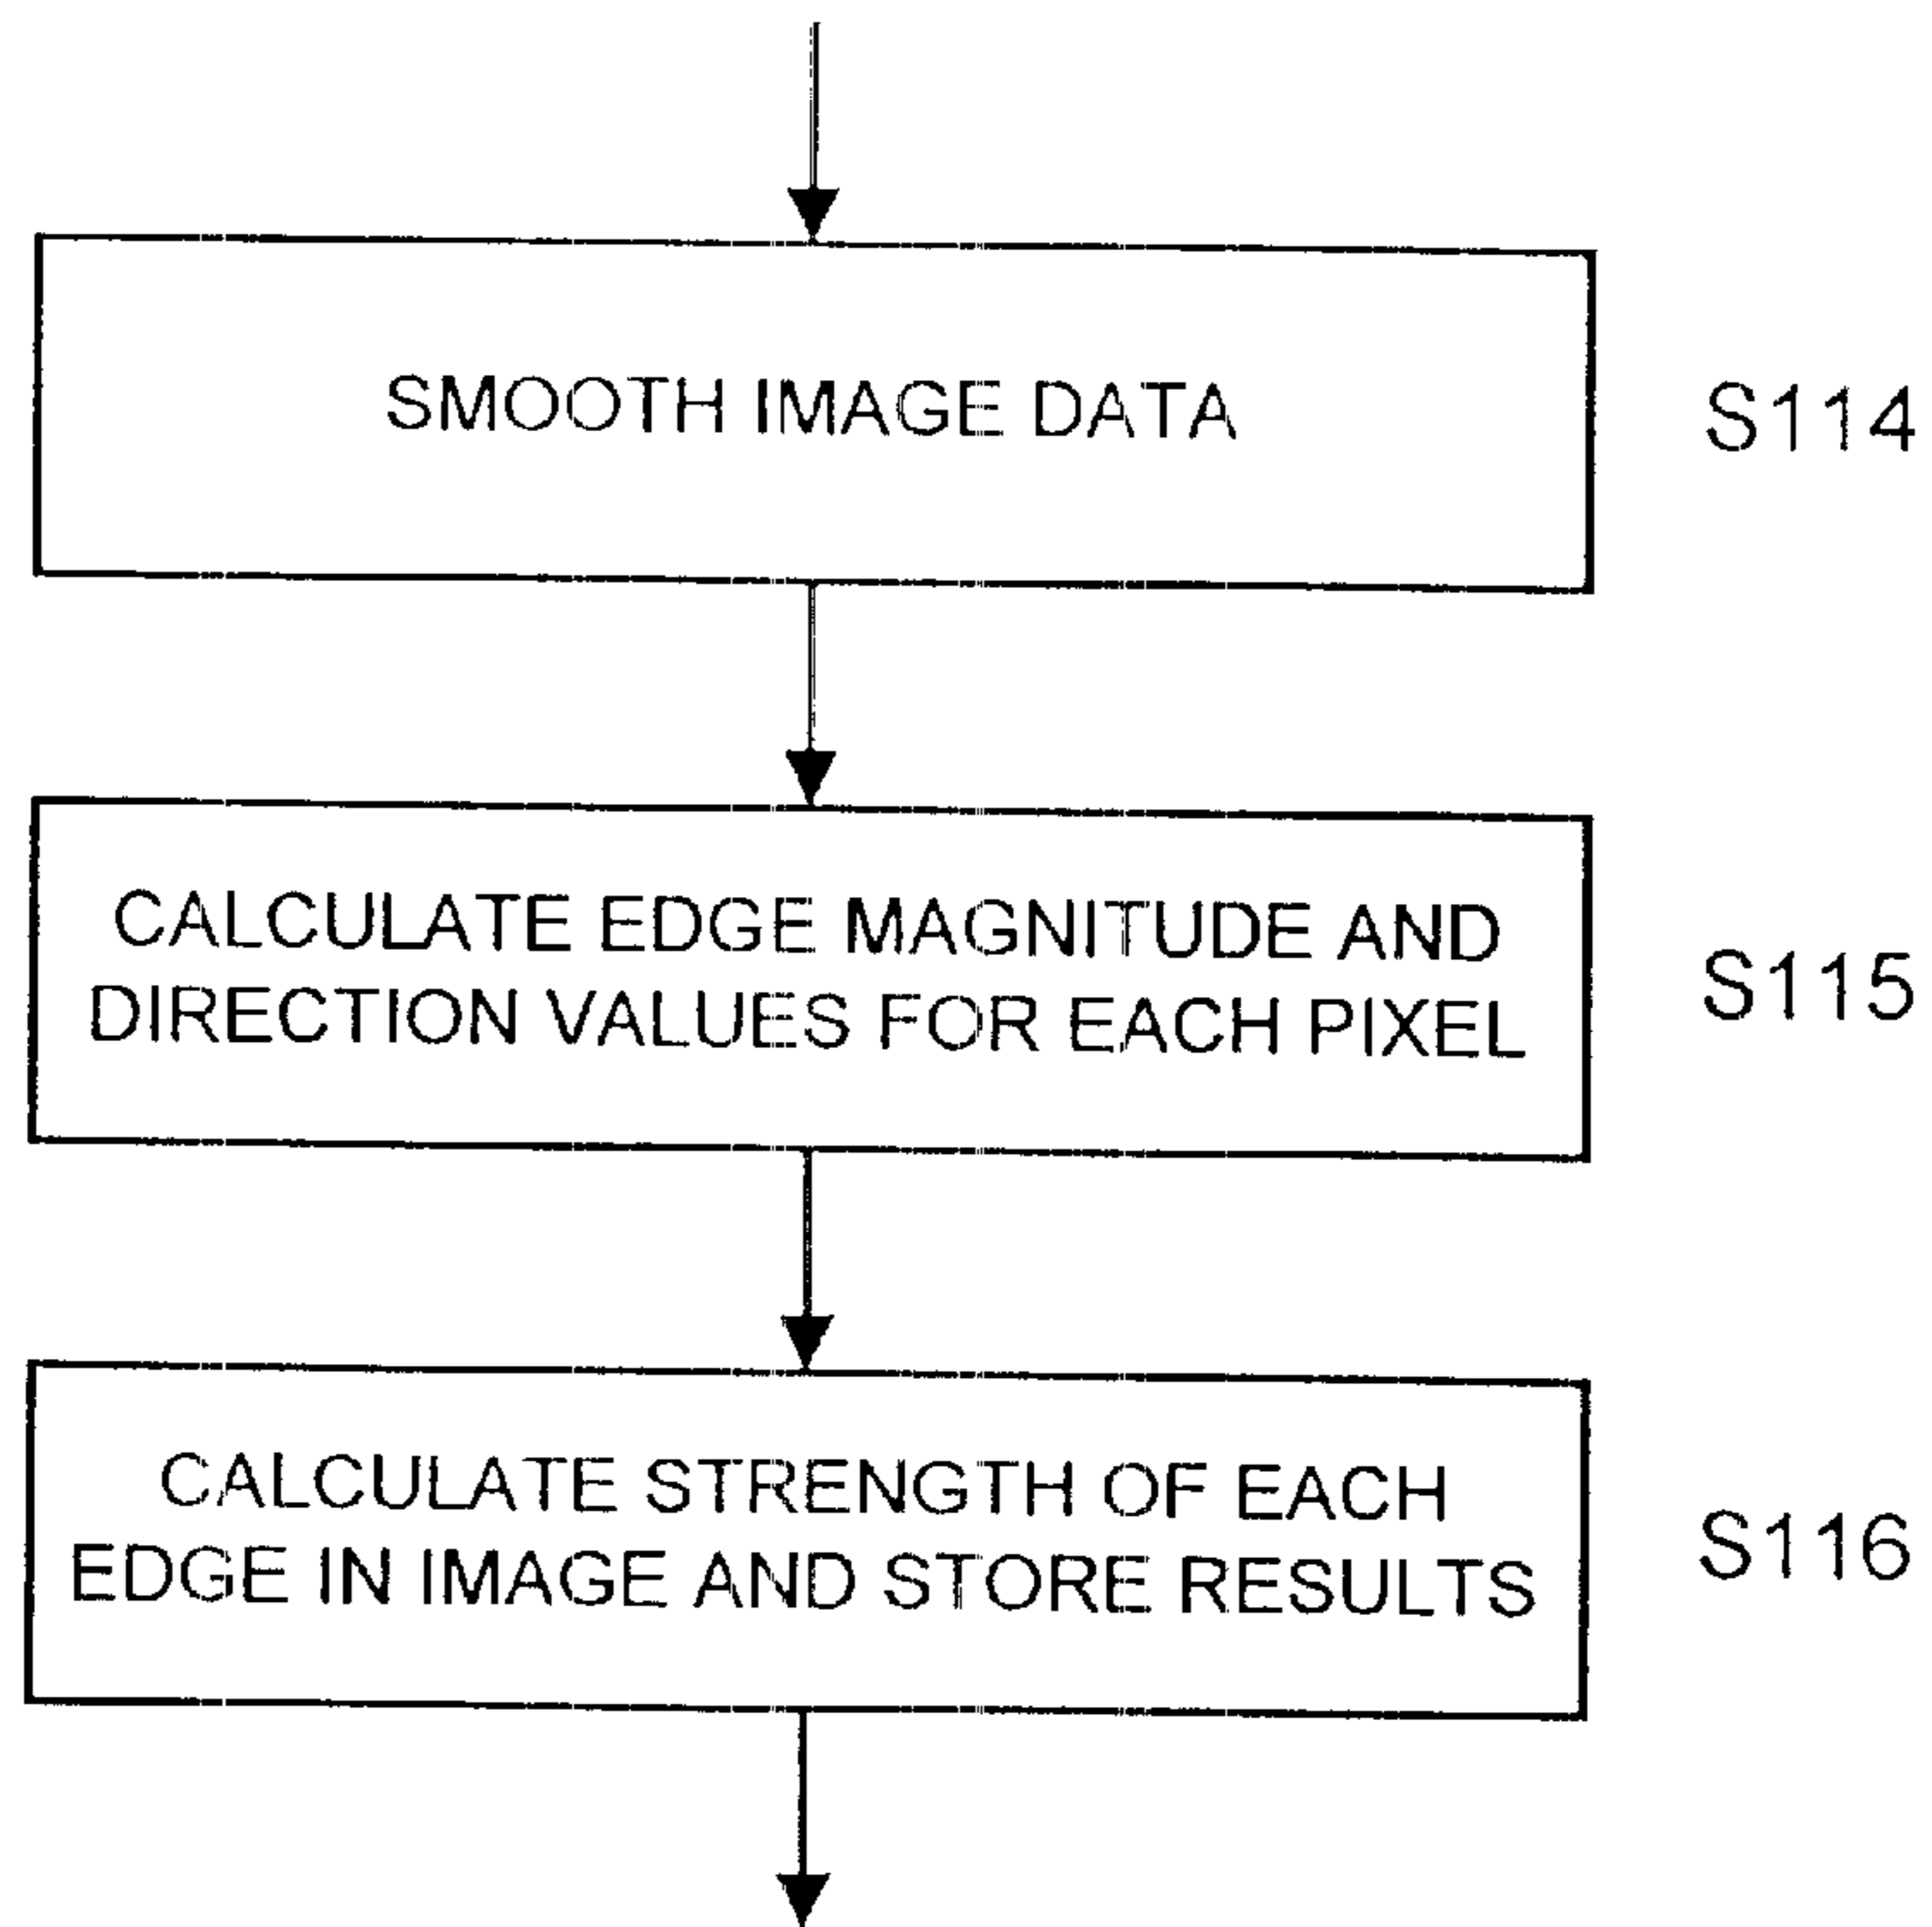 SMOOTH IMAGE DATA
S114
CALCULATE EDGE MAGNITUDE AND
DIRECTION VALUES FOR EACH PIXEL
S115
CALCULATE STRENGTH OF EACH
EDGE IN IMAGE AND STORE RESULTS
S116